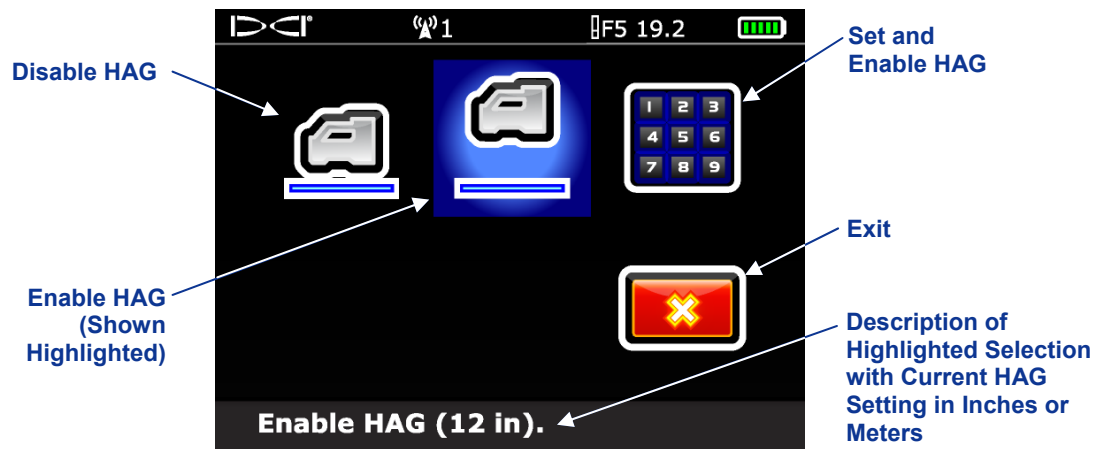 DCI®
1
F5 19.2
Set and
Enable HAG
Disable HAG
1 2 3
4 5 6
7 8 9
Exit
Enable HAG
(Shown
Highlighted)
Description of
Highlighted Selection
with Current HAG
Setting in Inches or
Meters
Enable HAG (12 in).